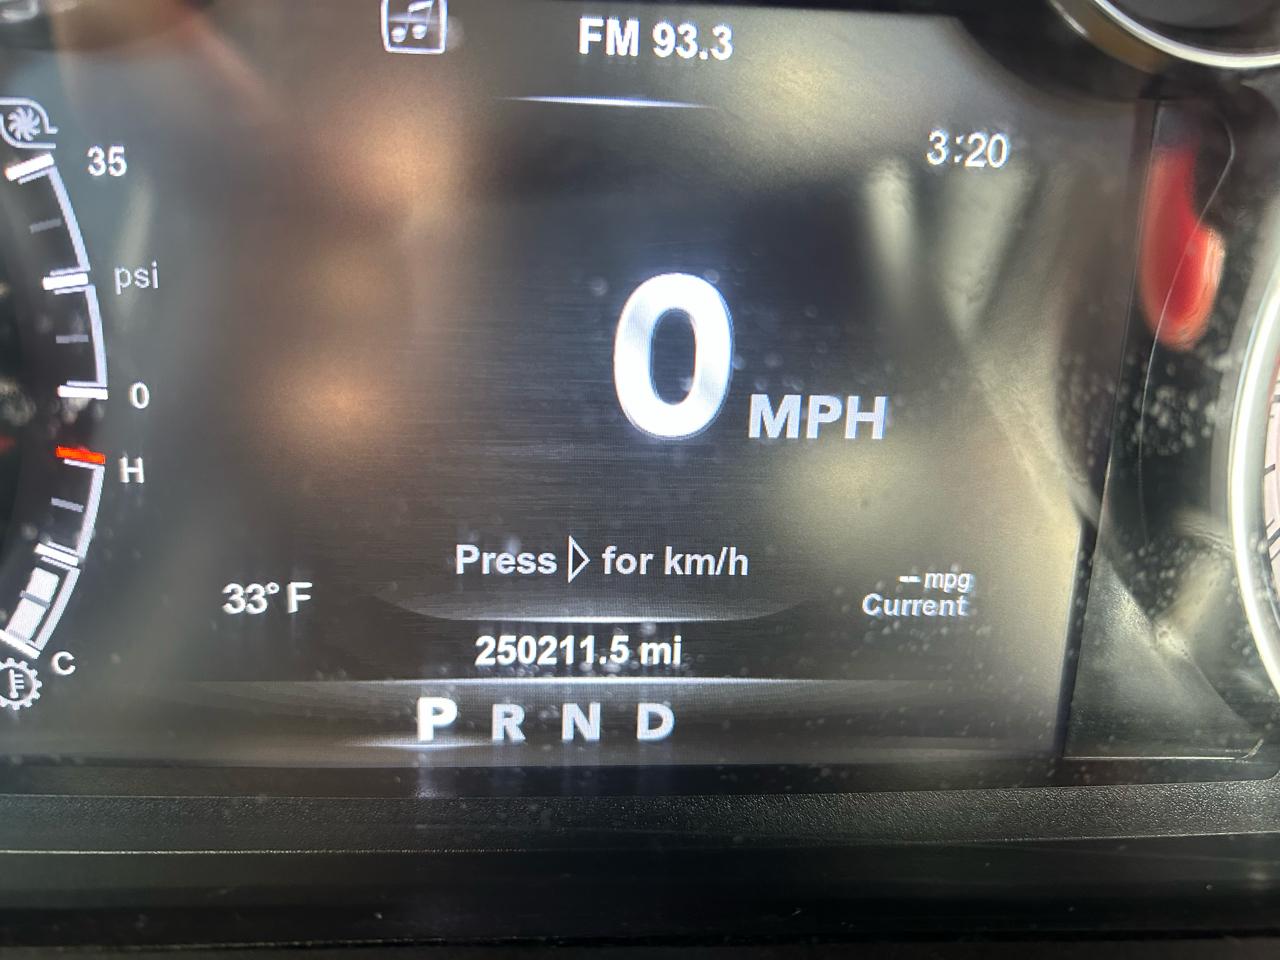 FM 93.3
3:20
35
psi
0
H
C
0 MPH
Press ▷ for km/h
33° F
-- mpg
Current
250211.5 mi
P R N D